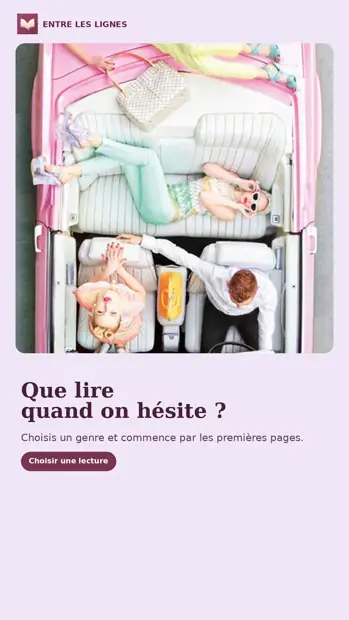 ENTRE LES LIGNES
Que lire
quand on hésite ?
Choisis un genre et commence par les premières pages.
Choisir une lecture